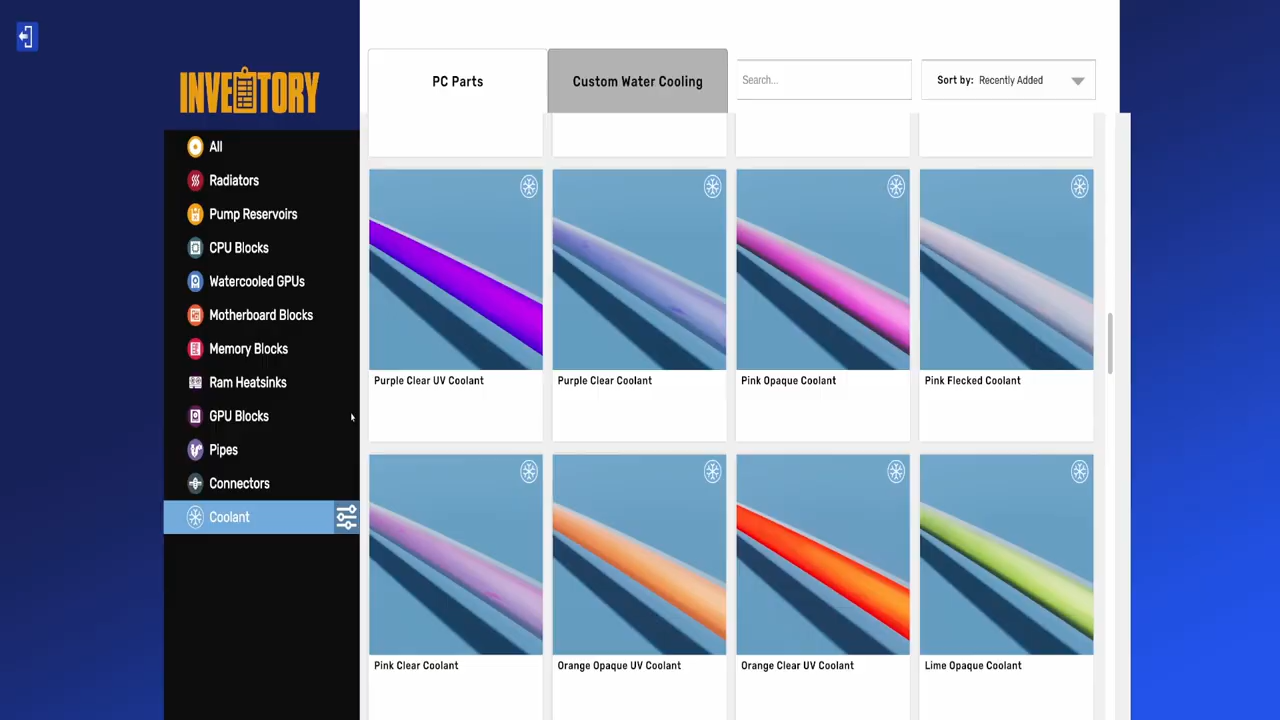 INVENTORY
PC Parts
Custom Water Cooling
Search...
Sort by: Recently Added
All
Radiators
Pump Reservoirs
CPU Blocks
Watercooled GPUs
Motherboard Blocks
Memory Blocks
Ram Heatsinks
GPU Blocks
Pipes
Connectors
Coolant
Purple Clear UV Coolant
Purple Clear Coolant
Pink Opaque Coolant
Pink Flecked Coolant
Pink Clear Coolant
Orange Opaque UV Coolant
Orange Clear UV Coolant
Lime Opaque Coolant